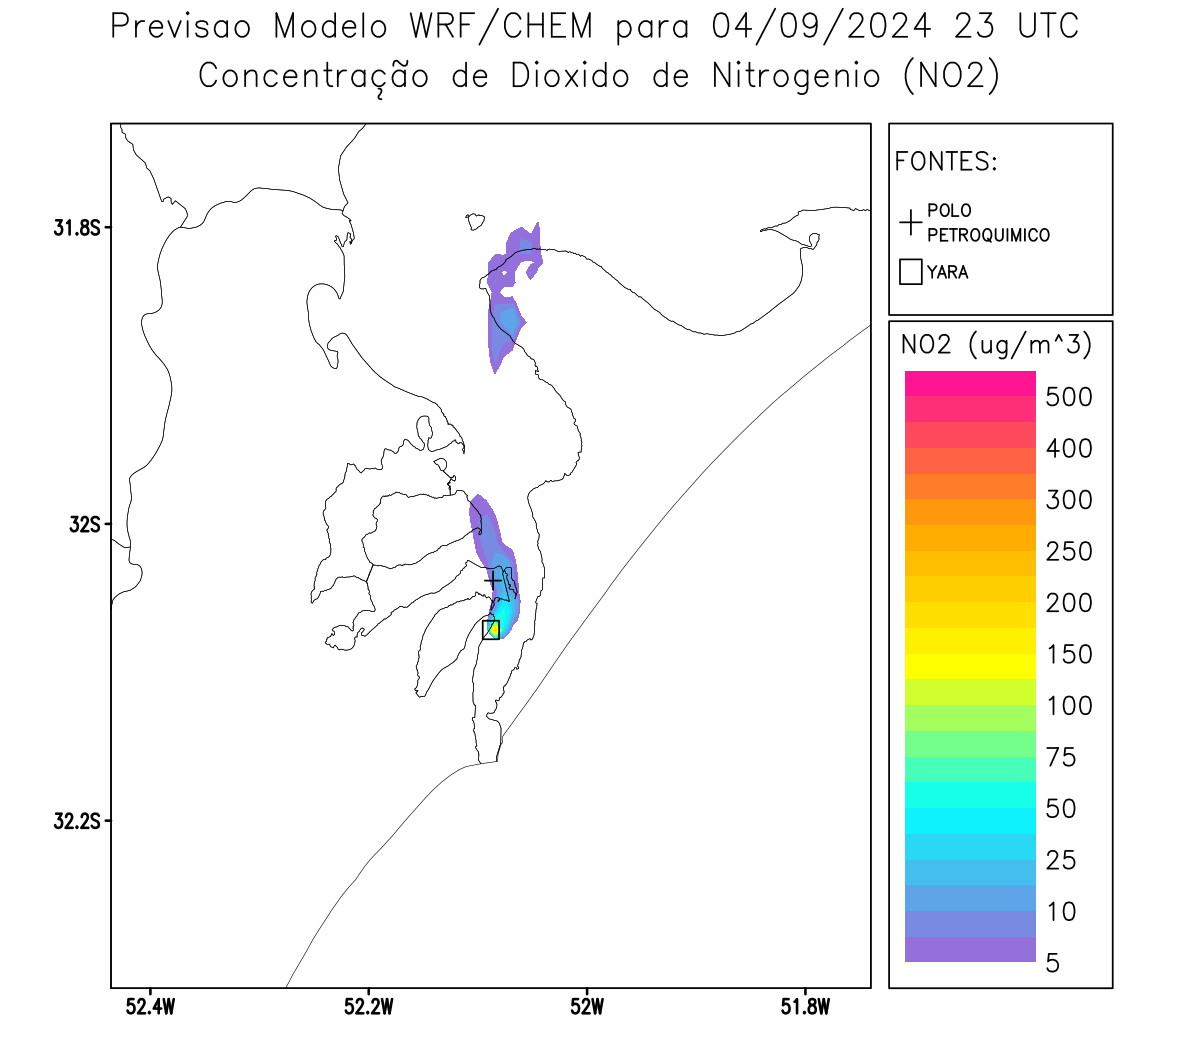 Previsao Modelo WRF/CHEM para 04/09/2024 23 UTC
Concentração de Dioxido de Nitrogenio (NO2)
FONTES:
POLO
PETROQUIMICO
YARA
NO2 (ug/m^3)
500
400
300
250
200
150
100
75
50
25
10
5
31.8S
32S
32.2S
52.4W
52.2W
52W
51.8W